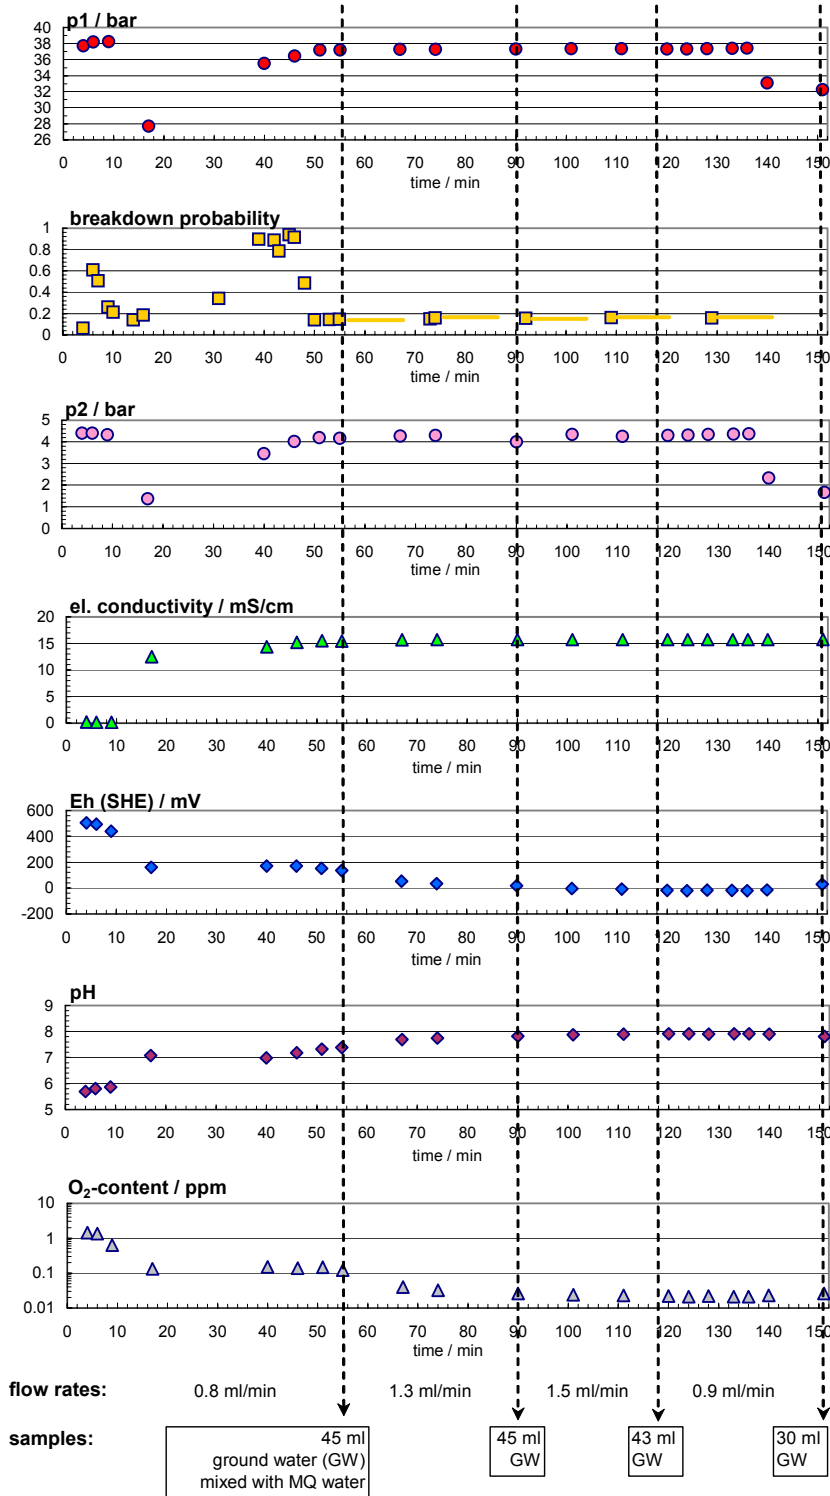 p1 / bar
40
38
36
34
32
30
28
26
0 10 20 30 40 50 60 70 80 90 100 110 120 130 140 150
time / min
breakdown probability
1
0.8
0.6
0.4
0.2
0
0 10 20 30 40 50 60 70 80 90 100 110 120 130 140 150
time / min
p2 / bar
5
4
3
2
1
0
0 10 20 30 40 50 60 70 80 90 100 110 120 130 140 150
time / min
el. conductivity / mS/cm
20
15
10
5
0
0 10 20 30 40 50 60 70 80 90 100 110 120 130 140 150
time / min
Eh (SHE) / mV
600
400
200
0
-200
0 10 20 30 40 50 60 70 80 90 100 110 120 130 140 150
time / min
pH
9
8
7
6
5
0 10 20 30 40 50 60 70 80 90 100 110 120 130 140 150
time / min
O₂-content / ppm
10
1
0.1
0.01
0 10 20 30 40 50 60 70 80 90 100 110 120 130 140 150
time / min
flow rates: 0.8 ml/min 1.3 ml/min 1.5 ml/min 0.9 ml/min
samples:
45 ml
ground water (GW)
mixed with MQ water
45 ml
GW
43 ml
GW
30 ml
GW